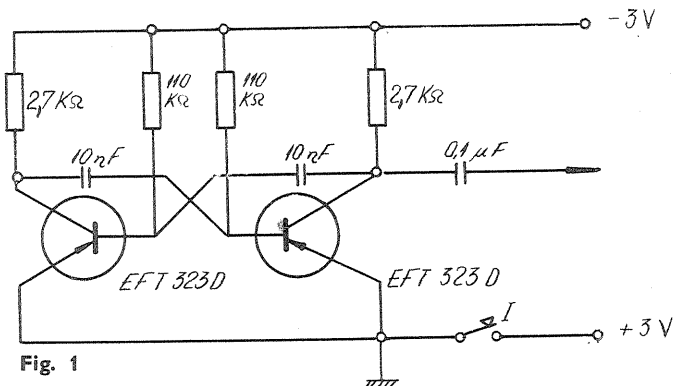 - 3 V
2,7 KΩ
110 KΩ
110 KΩ
2,7 KΩ
10 nF
10 nF
0,1 μF
EFT 323 D
EFT 323 D
I
+ 3 V
Fig. 1